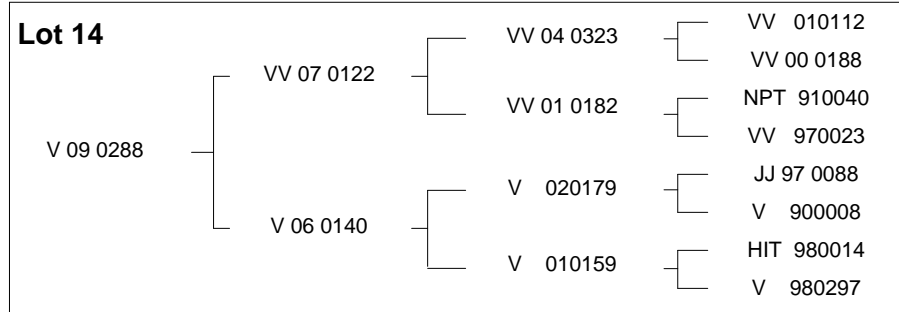 Lot 14
VV 010112
VV 04 0323
VV 00 0188
VV 07 0122
NPT 910040
VV 01 0182
VV 970023
V 09 0288
JJ 97 0088
V 020179
V 900008
V 06 0140
HIT 980014
V 010159
V 980297